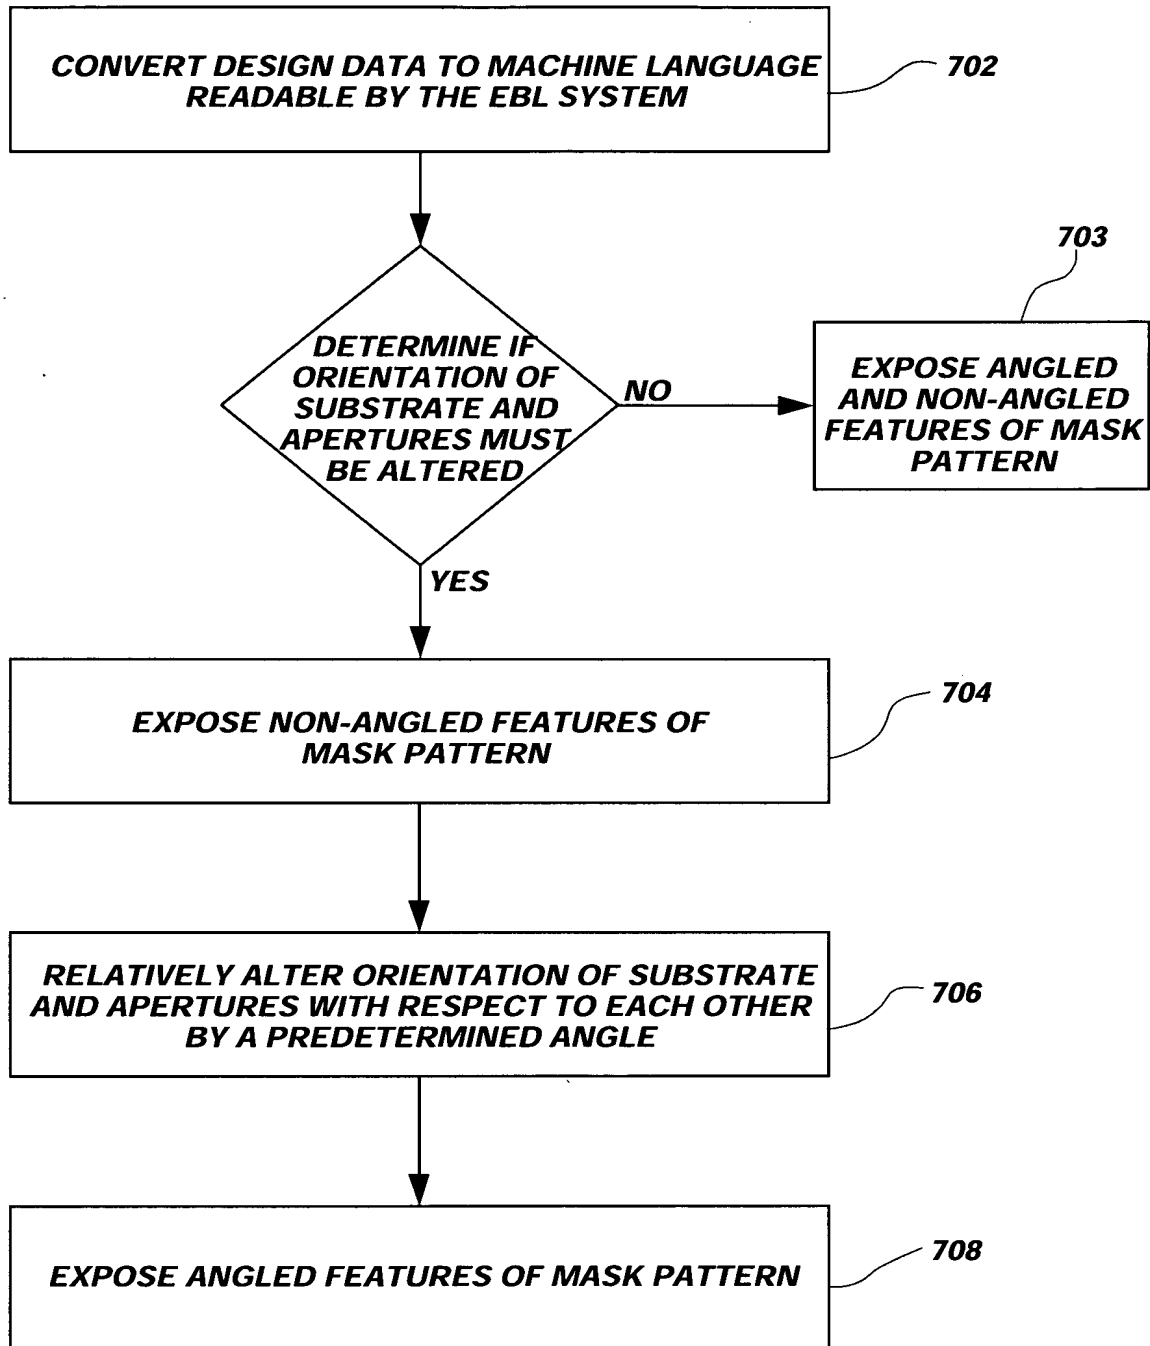 CONVERT DESIGN DATA TO MACHINE LANGUAGE
READABLE BY THE EBL SYSTEM
702
703
DETERMINE IF
ORIENTATION OF
SUBSTRATE AND
APERTURES MUST
BE ALTERED
NO
EXPOSE ANGLED
AND NON-ANGLED
FEATURES OF MASK
PATTERN
YES
EXPOSE NON-ANGLED FEATURES OF
MASK PATTERN
704
RELATIVELY ALTER ORIENTATION OF SUBSTRATE
AND APERTURES WITH RESPECT TO EACH OTHER
BY A PREDETERMINED ANGLE
706
EXPOSE ANGLED FEATURES OF MASK PATTERN
708